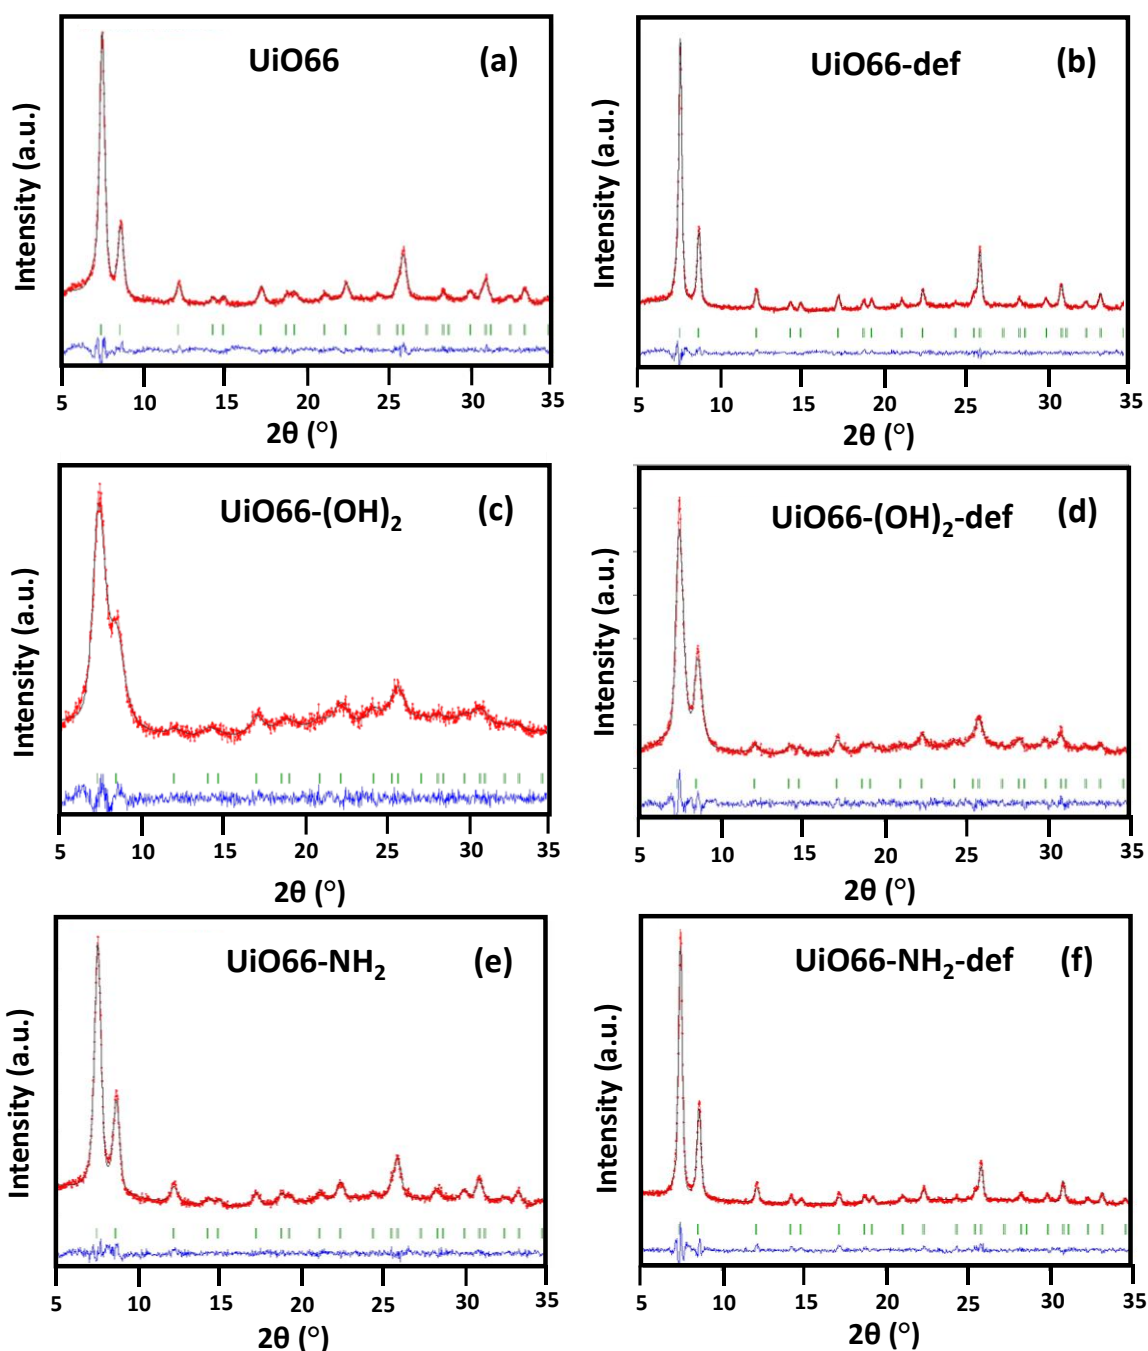 UiO66 (a)
Intensity (a.u.)
5 10 15 20 25 30 35
2θ (°)
UiO66-def (b)
Intensity (a.u.)
5 10 15 20 25 30 35
2θ (°)
UiO66-(OH)₂ (c)
Intensity (a.u.)
5 10 15 20 25 30 35
2θ (°)
UiO66-(OH)₂-def (d)
Intensity (a.u.)
5 10 15 20 25 30 35
2θ (°)
UiO66-NH₂ (e)
Intensity (a.u.)
5 10 15 20 25 30 35
2θ (°)
UiO66-NH₂-def (f)
Intensity (a.u.)
5 10 15 20 25 30 35
2θ (°)